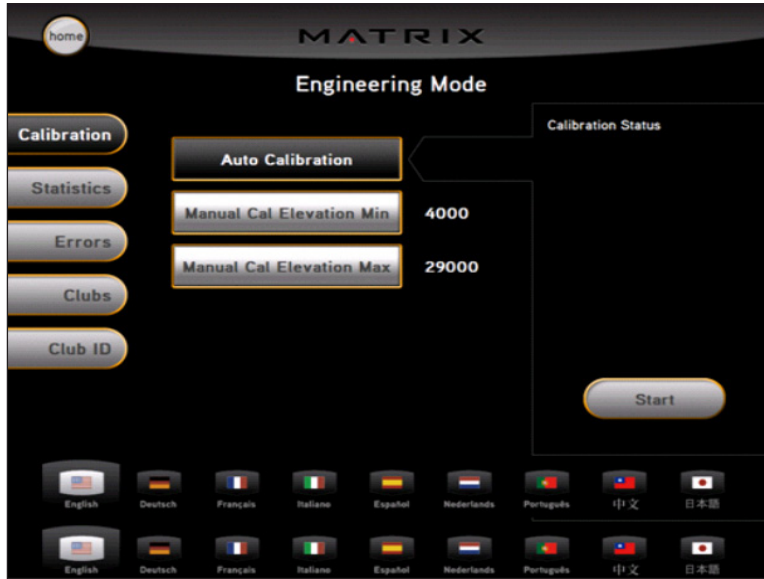 home
MATRIX
Engineering Mode
Calibration
Statistics
Errors
Clubs
Club ID
Auto Calibration
Manual Cal Elevation Min 4000
Manual Cal Elevation Max 29000
Calibration Status
Start
English Deutsch Français Italiano Español Nederlands Português 中文 日本語
English Deutsch Français Italiano Español Nederlands Português 中文 日本語